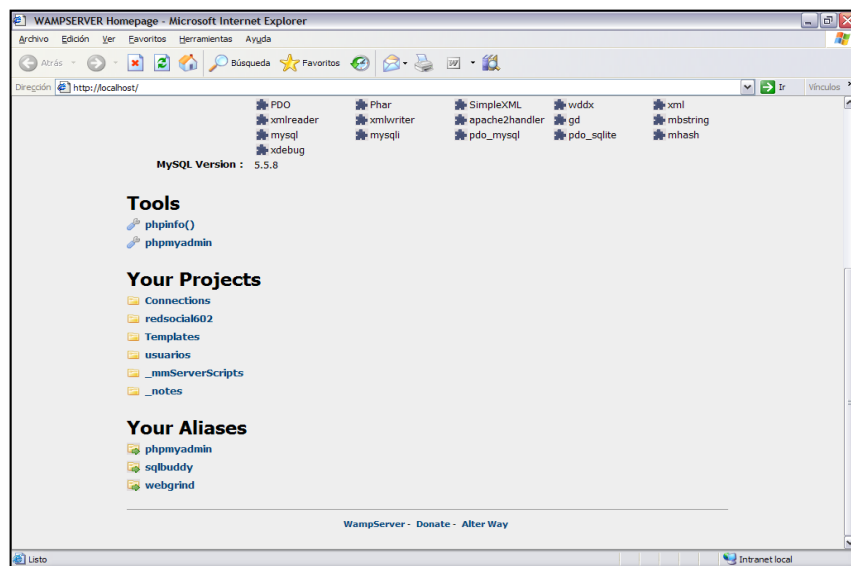 WAMPSERVER Homepage - Microsoft Internet Explorer
Archivo Edición Ver Favoritos Herramientas Ayuda
Atrás Búsqueda Favoritos
Dirección http://localhost/ Ir Vínculos »
PDO Phar SimpleXML wddx xml
xmlreader xmlwriter apache2handler gd mbstring
mysql mysqli pdo_mysql pdo_sqlite mhash
xdebug
MySQL Version : 5.5.8
Tools
phpinfo()
phpmyadmin
Your Projects
Connections
redsocial602
Templates
usuarios
_mmServerScripts
_notes
Your Aliases
phpmyadmin
sqlbuddy
webgrind
WampServer - Donate - Alter Way
Listo Intranet local